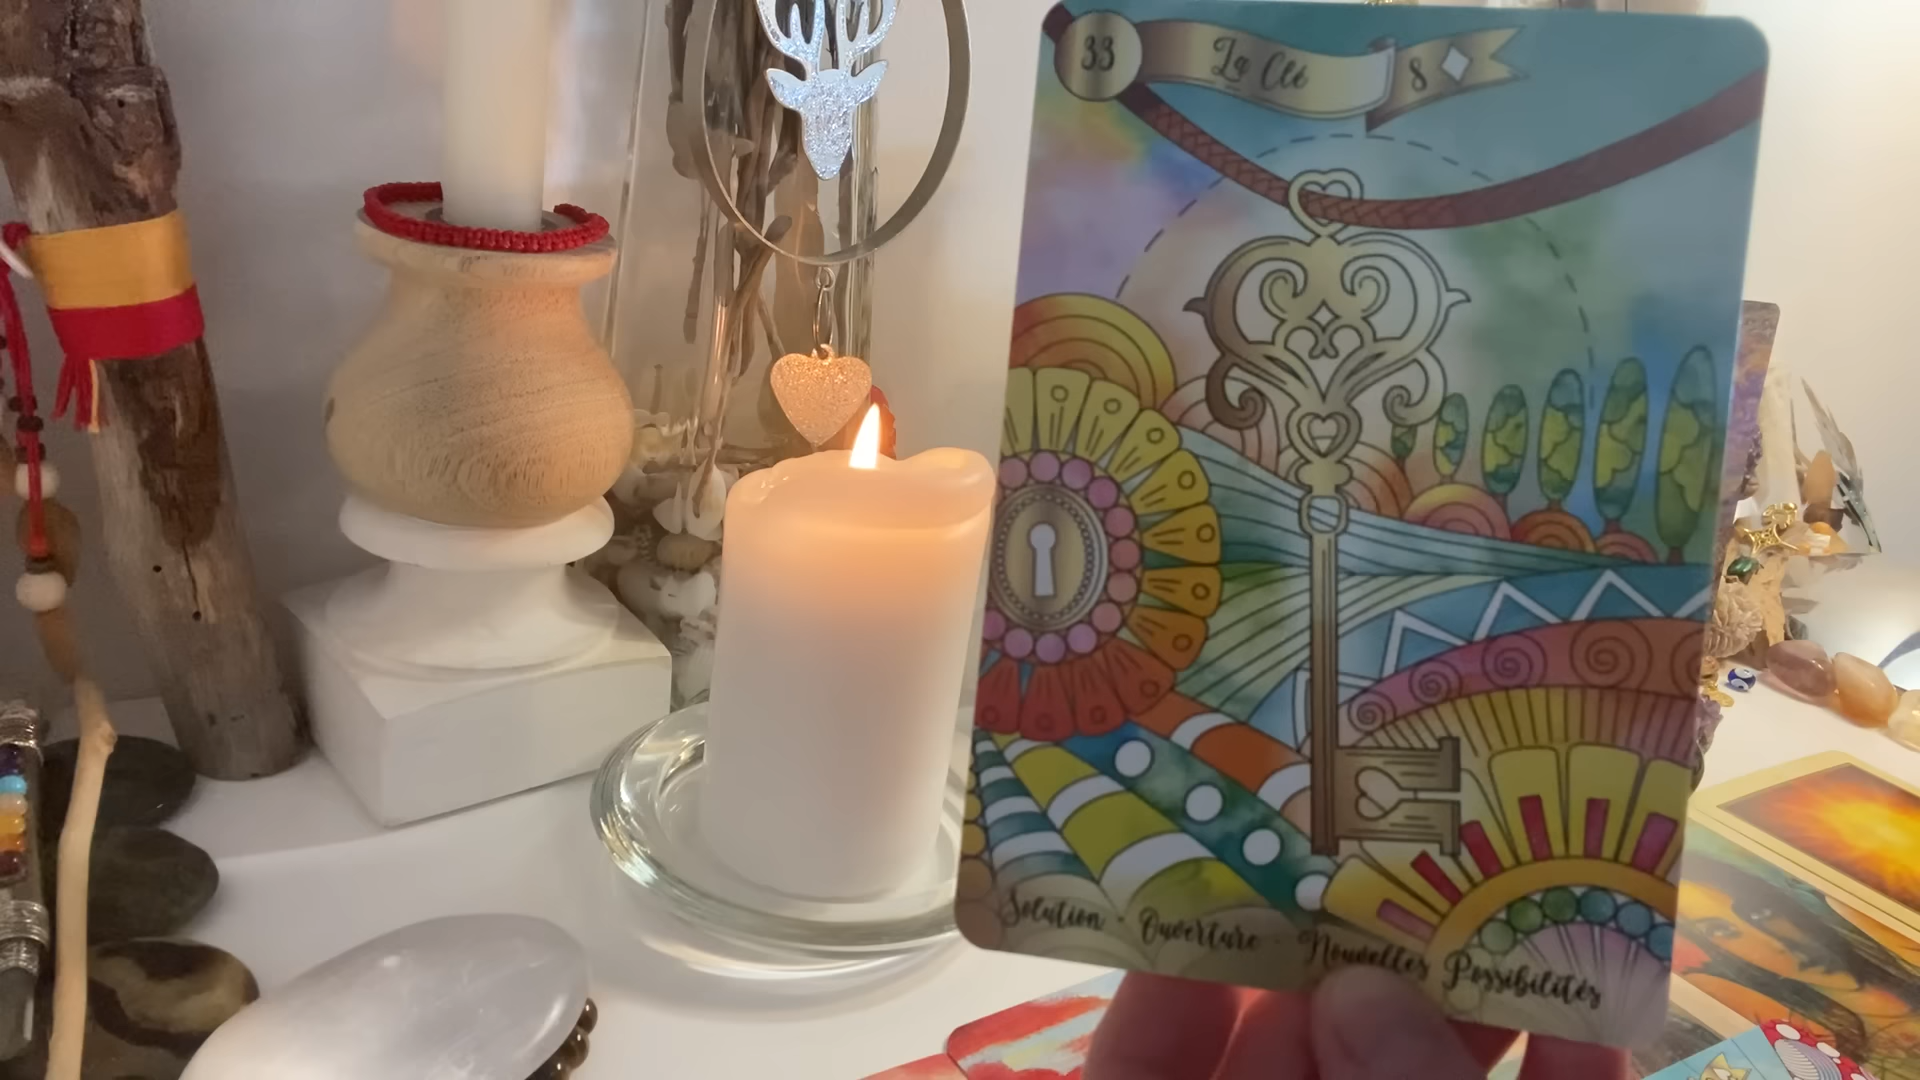 33 La Clé 8
Solution • Ouverture • Nouvelles Possibilités